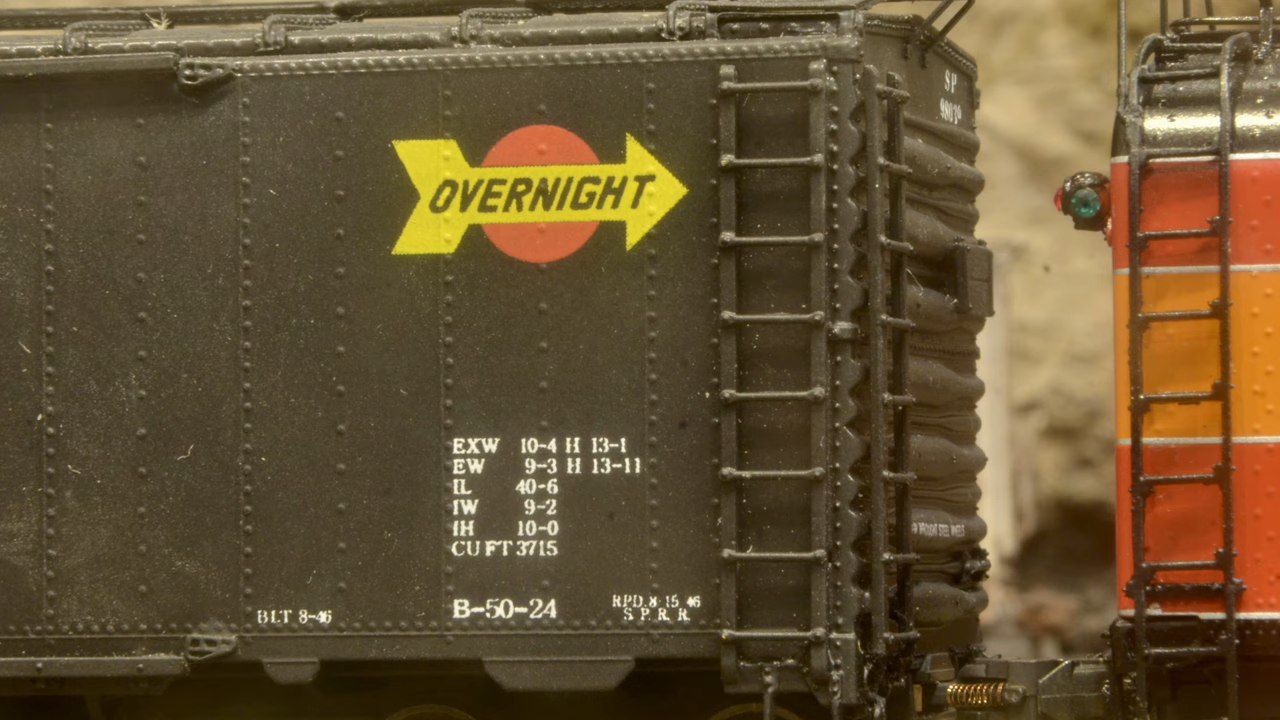 SP
OVERNIGHT
EXW 10-4 H 13-1
EW 9-3 H 13-11
IL 40-6
IW 9-2
IH 10-0
CU FT 3715
BLT 8-46
B-50-24
RPD. 8 15 46
S. P. R. R.